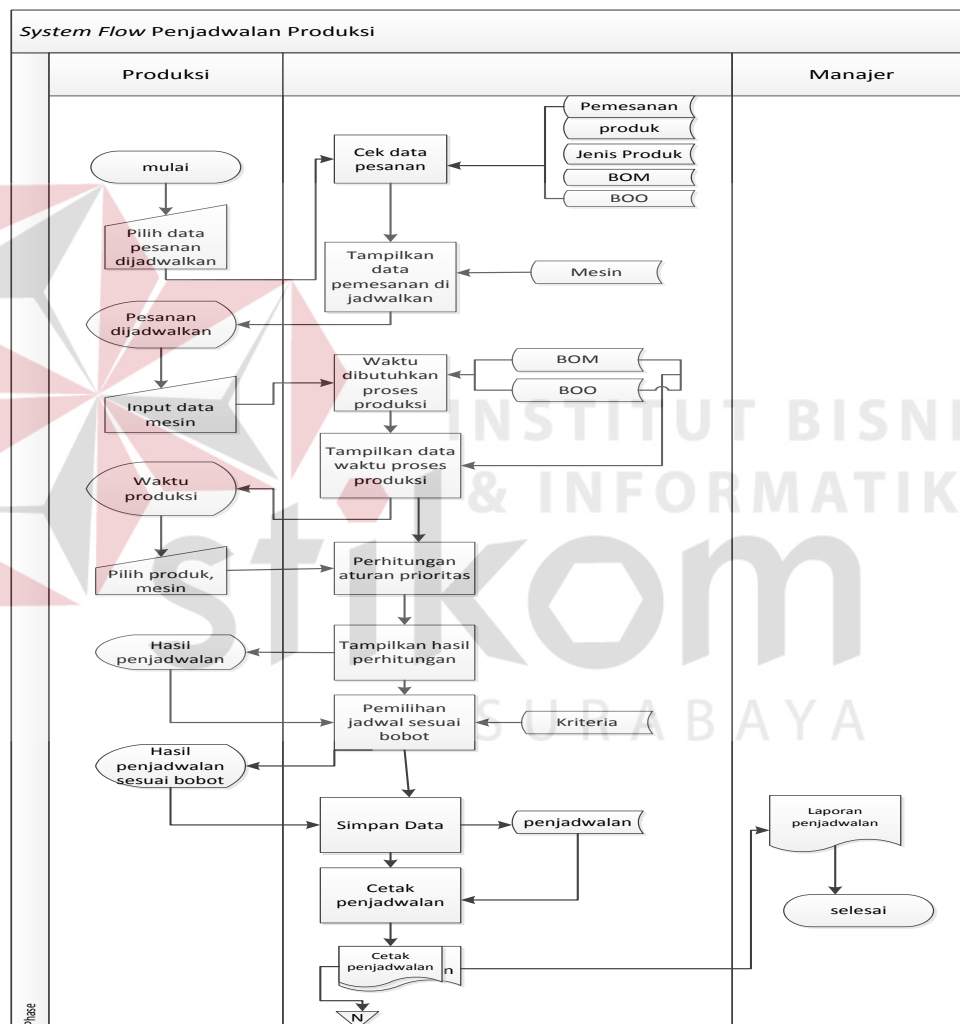 System Flow Penjadwalan Produksi
Produksi
Manajer
mulai
Pilih data
pesanan
dijadwalkan
Cek data
pesanan
Pemesanan
produk
Jenis Produk
BOM
BOO
Tampilkan
data
pemesanan di
jadwalkan
Mesin
Pesanan
dijadwalkan
Input data
mesin
Waktu
dibutuhkan
proses
produksi
BOM
BOO
Tampilkan data
waktu proses
produksi
Waktu
produksi
Pilih produk,
mesin
Perhitungan
aturan prioritas
Tampilkan hasil
perhitungan
Hasil
penjadwalan
Pemilihan
jadwal sesuai
bobot
Kriteria
Hasil
penjadwalan
sesuai bobot
Simpan Data
penjadwalan
Cetak
penjadwalan
Cetak
penjadwalan
n
N
Laporan
penjadwalan
selesai
Phase
INSTITUT BISNI
& INFORMATIK
stikom
SURABAYA